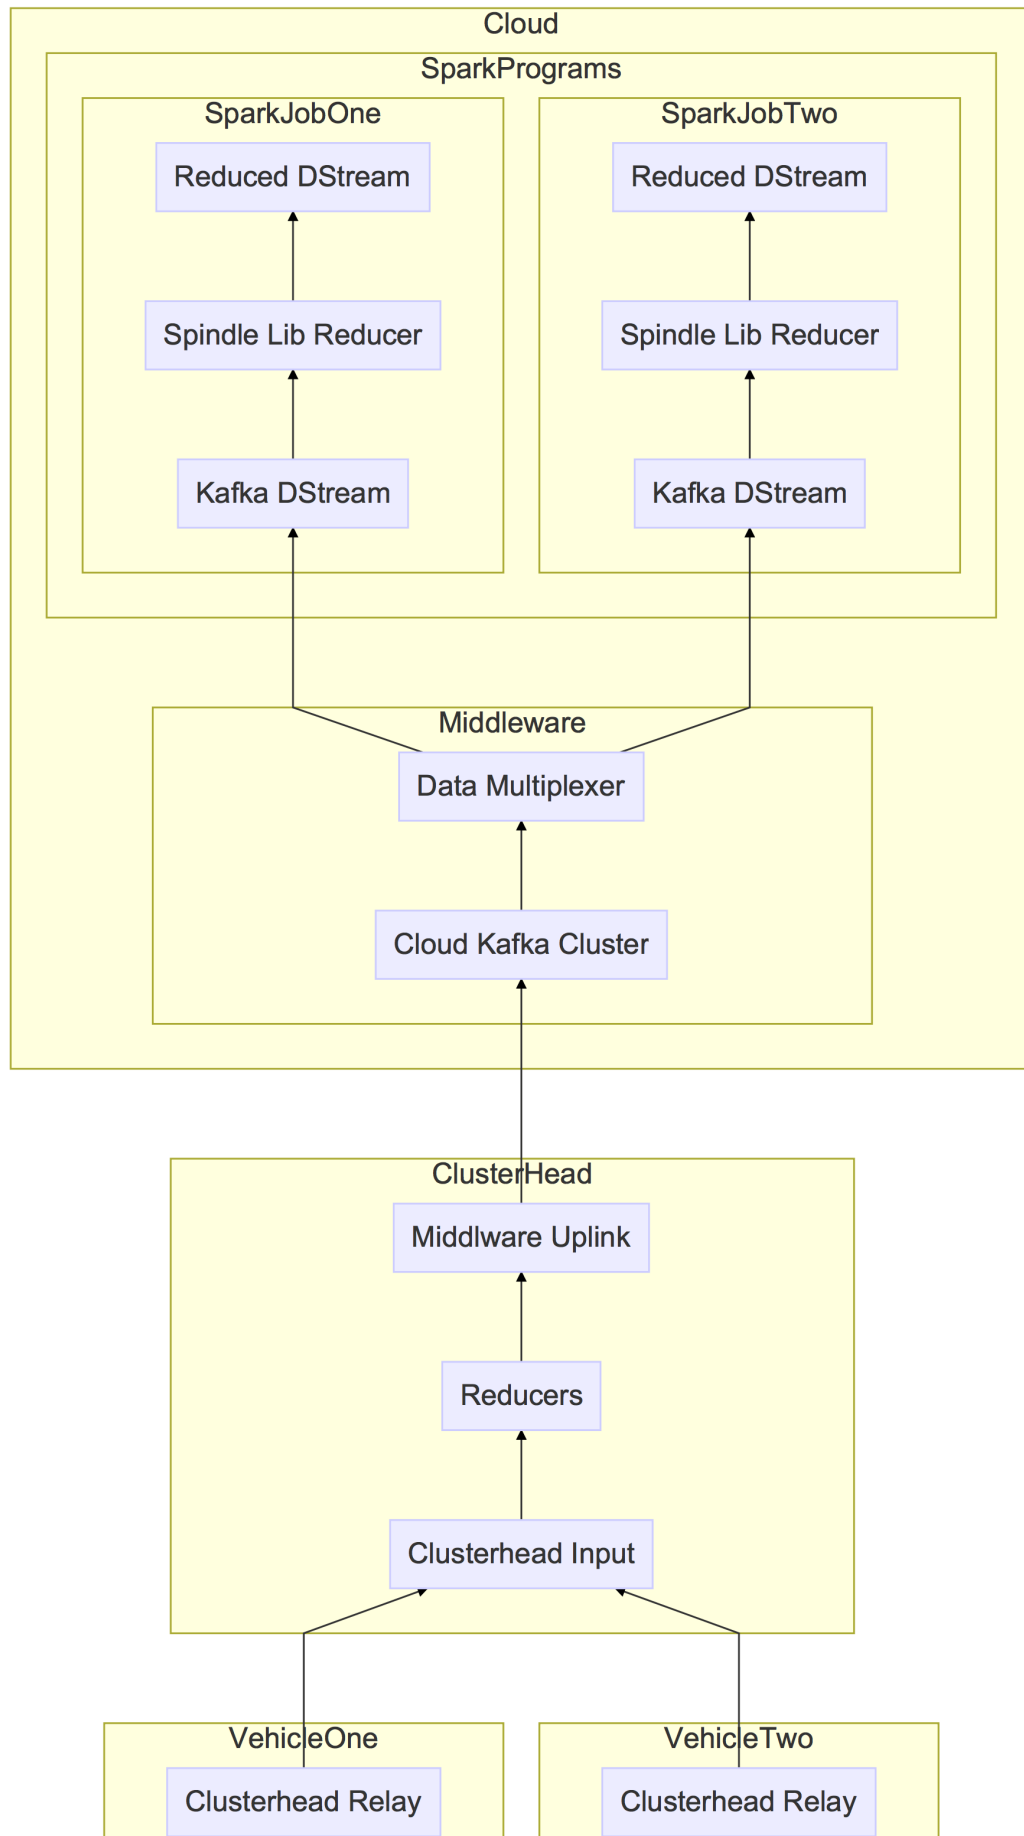 Cloud
SparkPrograms
SparkJobOne
SparkJobTwo
Reduced DStream
Reduced DStream
Spindle Lib Reducer
Spindle Lib Reducer
Kafka DStream
Kafka DStream
Middleware
Data Multiplexer
Cloud Kafka Cluster
ClusterHead
Middlware Uplink
Reducers
Clusterhead Input
VehicleOne
VehicleTwo
Clusterhead Relay
Clusterhead Relay